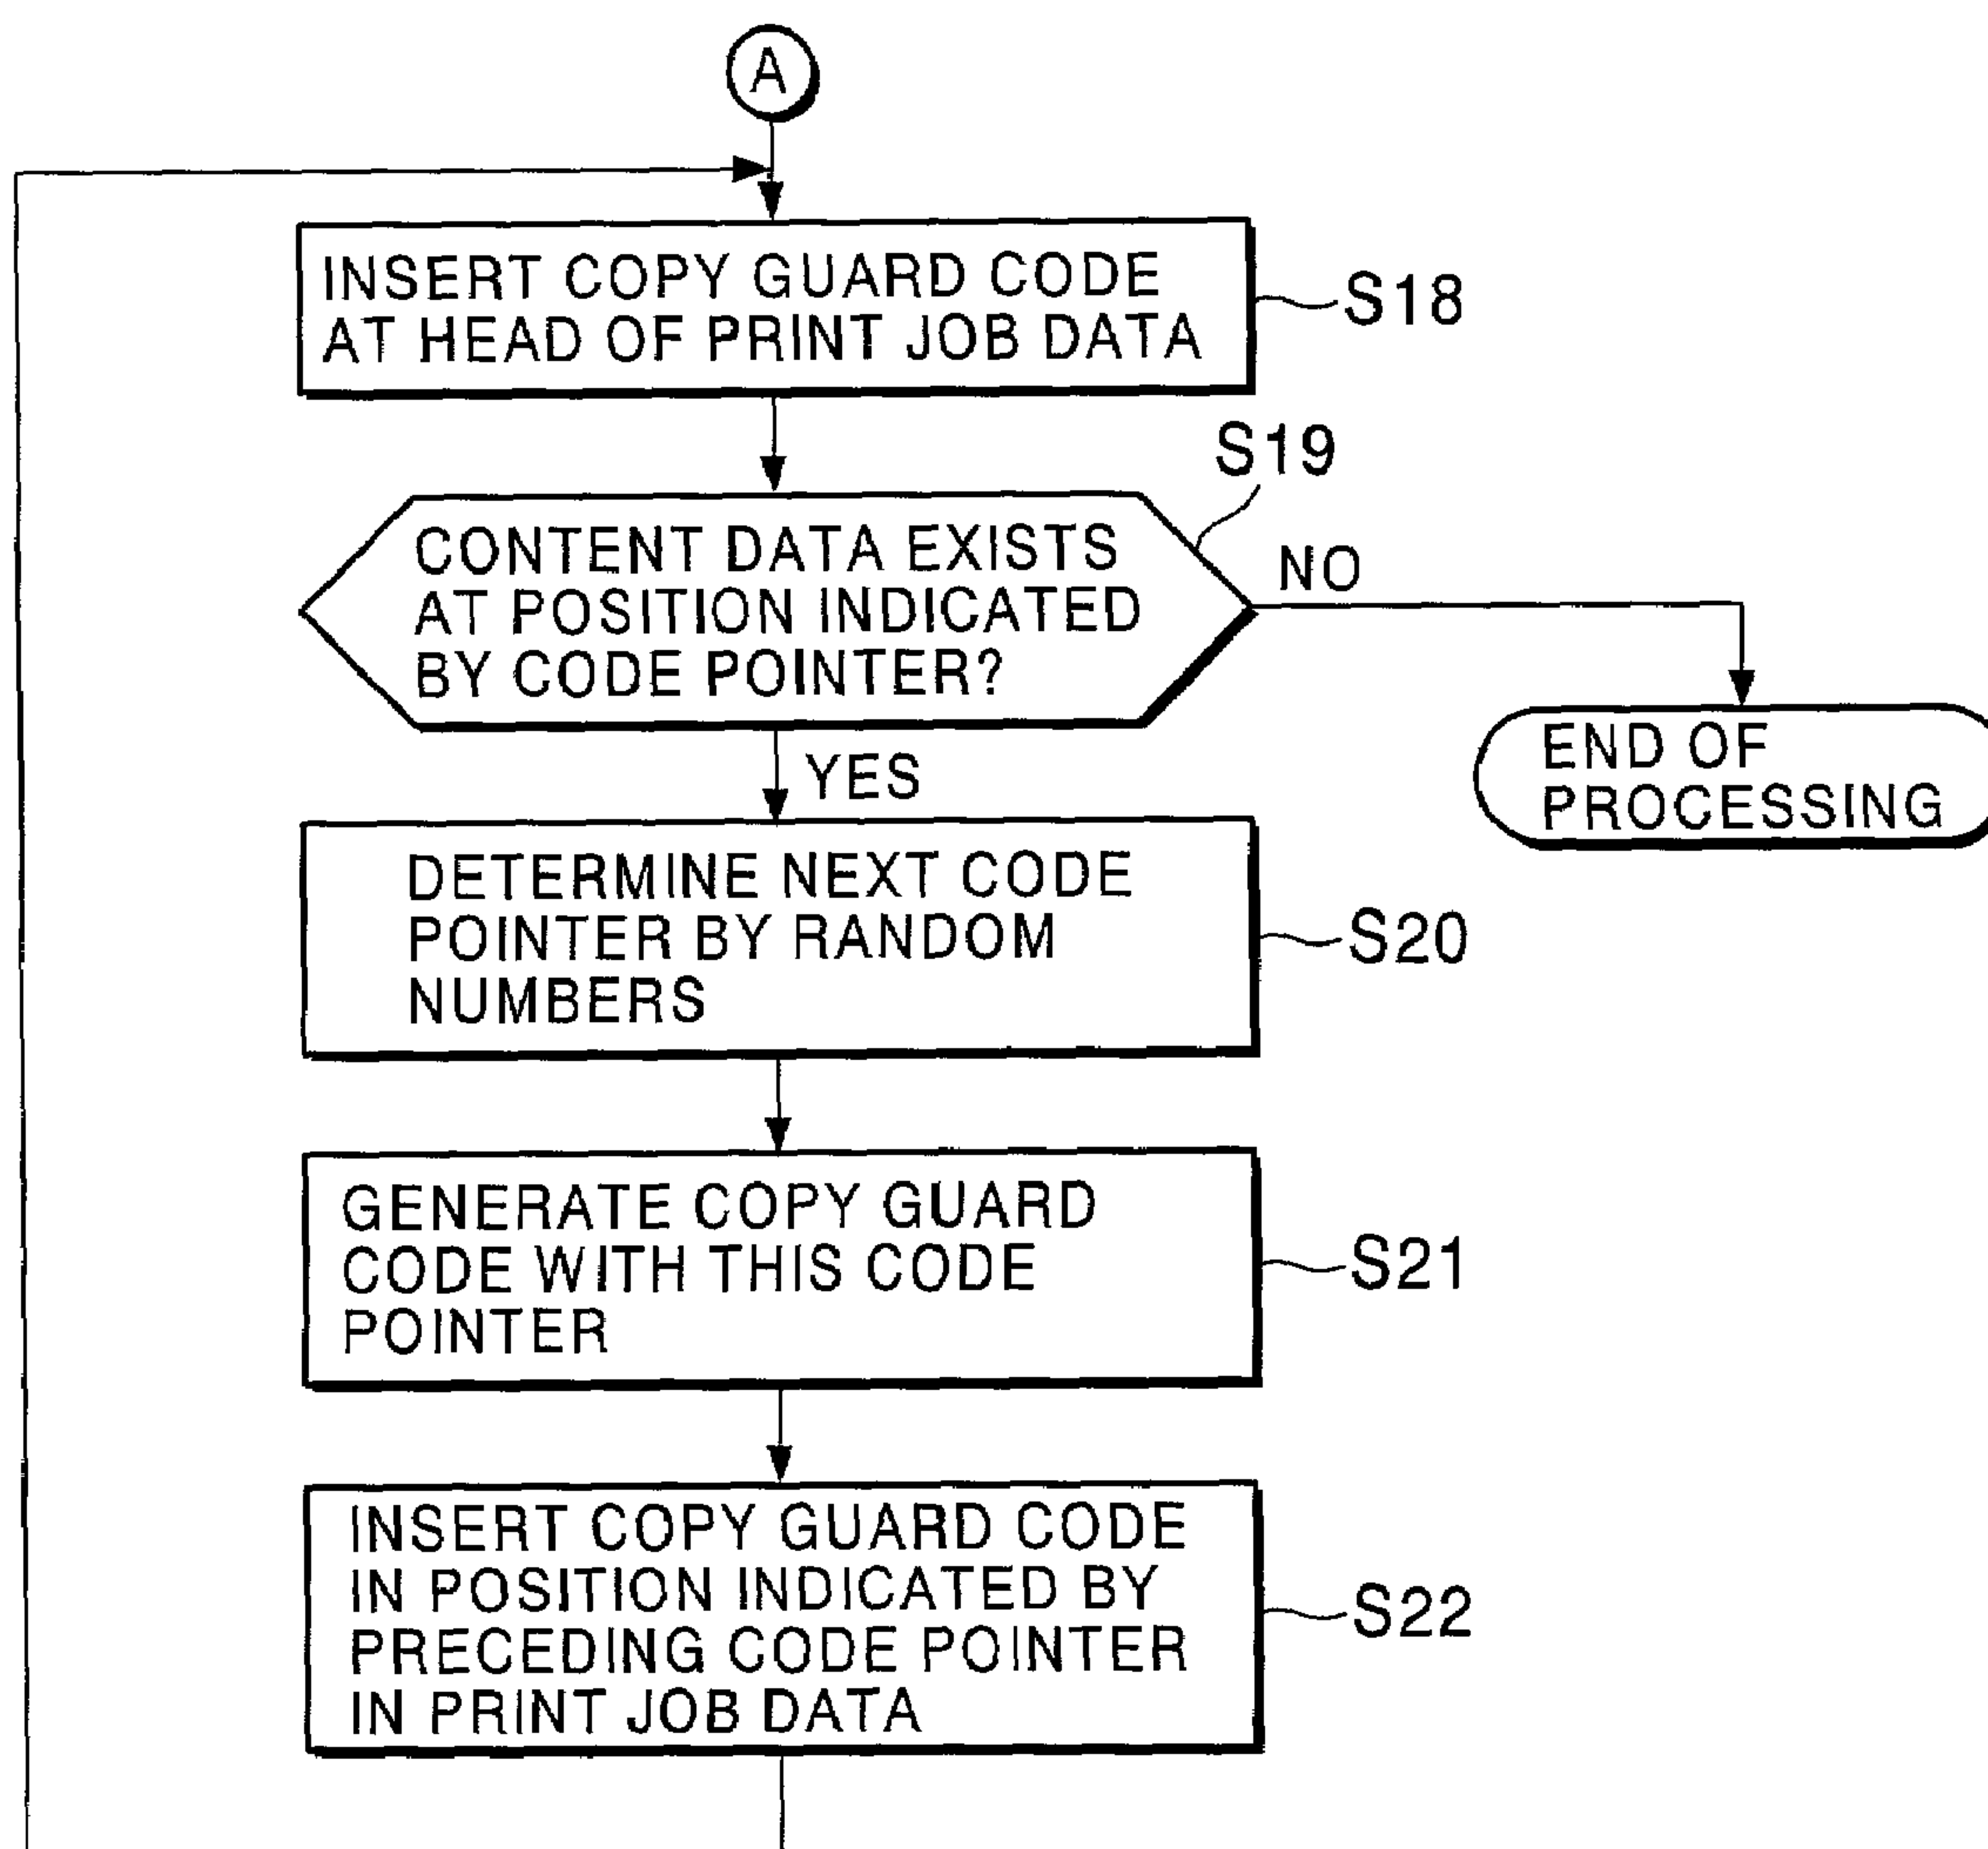 A
INSERT COPY GUARD CODE
AT HEAD OF PRINT JOB DATA
S18
S19
CONTENT DATA EXISTS
AT POSITION INDICATED
BY CODE POINTER?
NO
YES
END OF
PROCESSING
DETERMINE NEXT CODE
POINTER BY RANDOM
NUMBERS
S20
GENERATE COPY GUARD
CODE WITH THIS CODE
POINTER
S21
INSERT COPY GUARD CODE
IN POSITION INDICATED BY
PRECEDING CODE POINTER
IN PRINT JOB DATA
S22